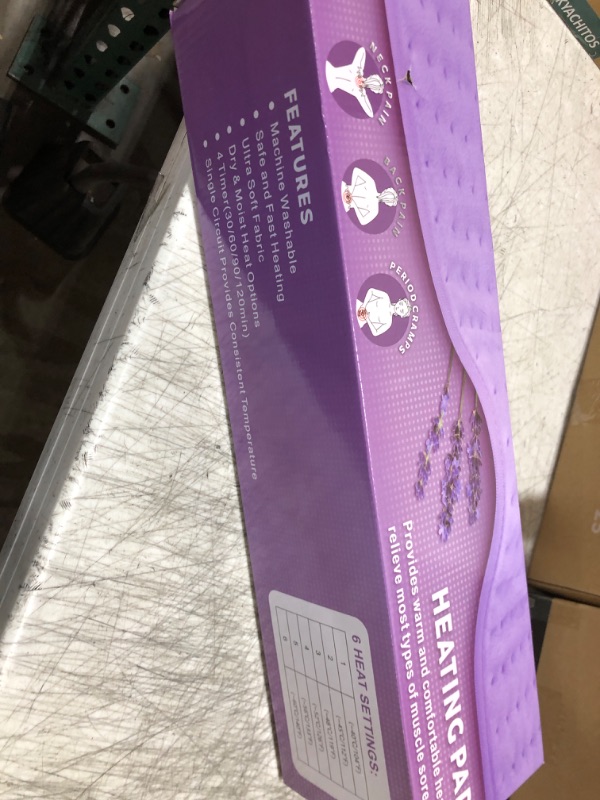 KYACHITOS
NECK PAIN
BACK PAIN
PERIOD CRAMPS
HEATING PAD
Provides warm and comfortable he
relieve most types of muscle sore
FEATURES
• Machine Washable
• Safe and Fast Heating
• Ultra Soft Fabric
• Dry & Moist Heat Options
• 4 Timer(30/60/90/120min)
• Single Circuit Provides Consistent Temperature
6 HEAT SETTINGS:
1
2
3
4
5
6